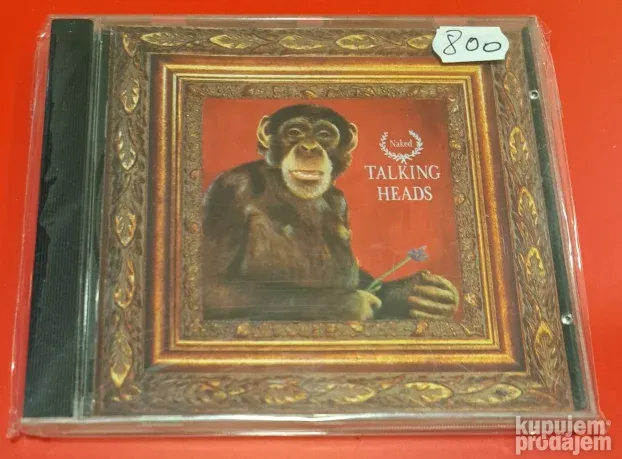 800
Naked
TALKING
HEADS
kupujem
prodajem